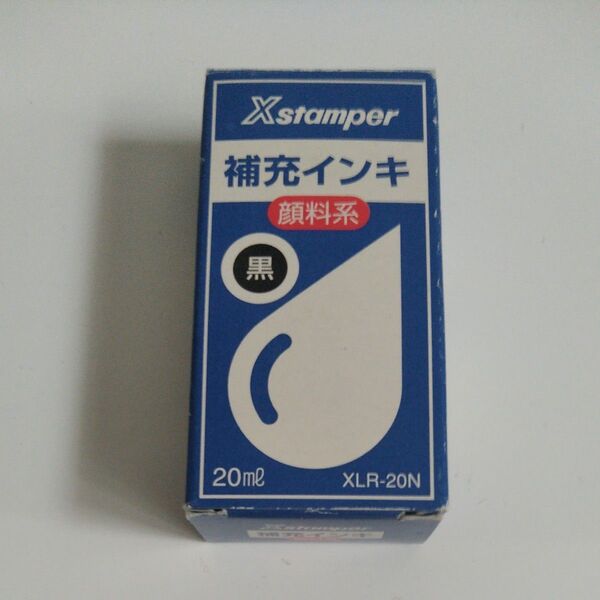 Xstamper
補充インキ
顔料系
黒
20mℓ XLR-20N
Xstamper
補充インキ